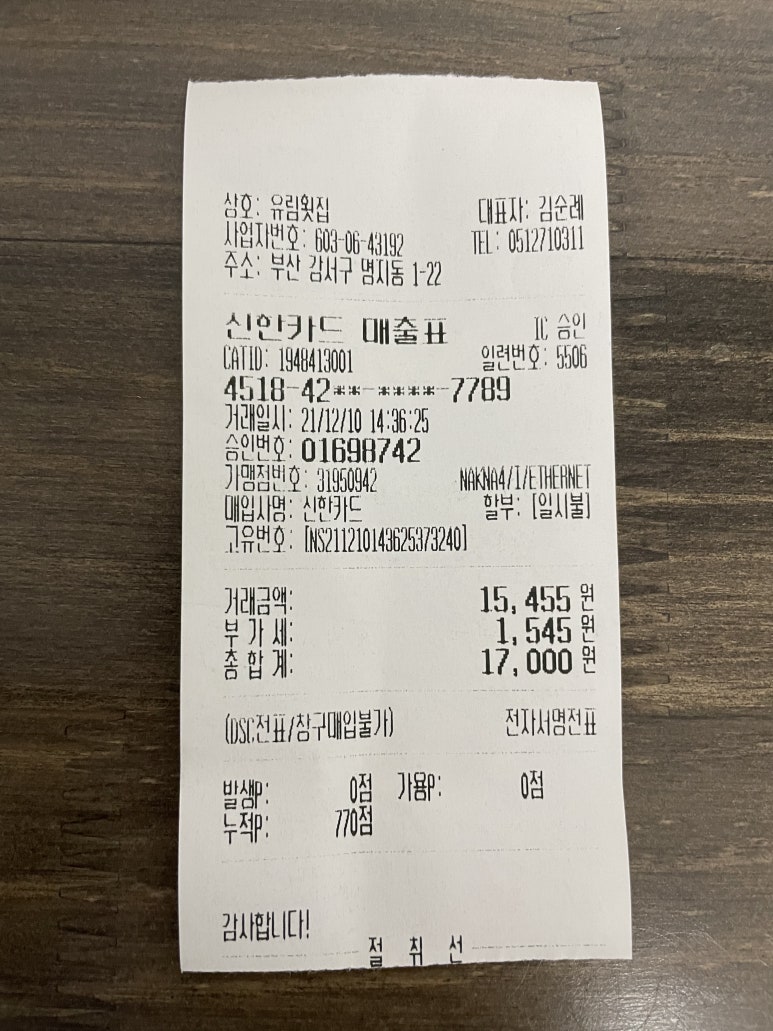 상호: 유림횟집 대표자: 김순례
사업자번호: 603-06-43192 TEL: 0512710311
주소: 부산 강서구 명지동 1-22
신한카드 매출표 IC 승인
CATID: 1948413001 일련번호: 5506
4518-42**-****-7789
거래일시: 21/12/10 14:36:25
승인번호: 01698742
가맹점번호: 31950942 NAKNA4/I/ETHERNET
매입사명: 신한카드 할부: [일시불]
고유번호: [NS211210143625373240]
거래금액: 15,455 원
부 가 세: 1,545 원
총 합 계: 17,000 원
(DSC전표/창구매입불가) 전자서명전표
발생P: 0점 가용P: 0점
누적P: 770점
감사합니다!
절 취 선